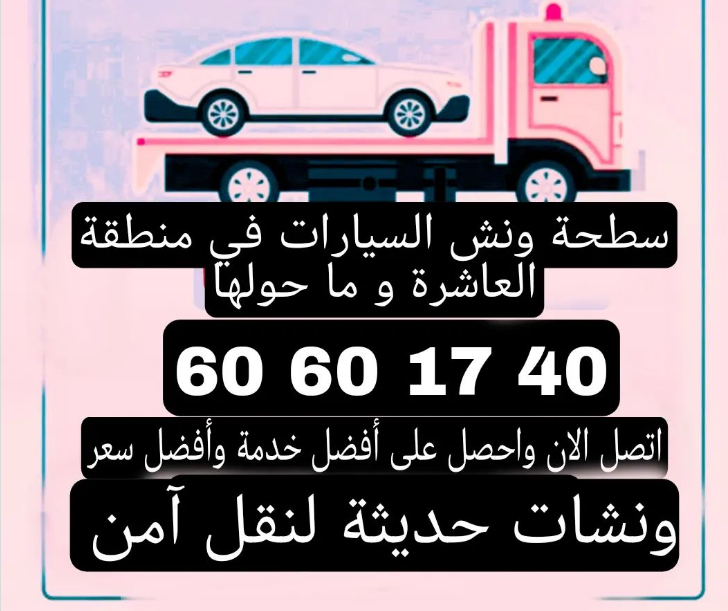 سطحة ونش السيارات في منطقة
العاشرة و ما حولها
60 60 17 40
اتصل الان واحصل على أفضل خدمة وأفضل سعر
ونشات حديثة لنقل آمن